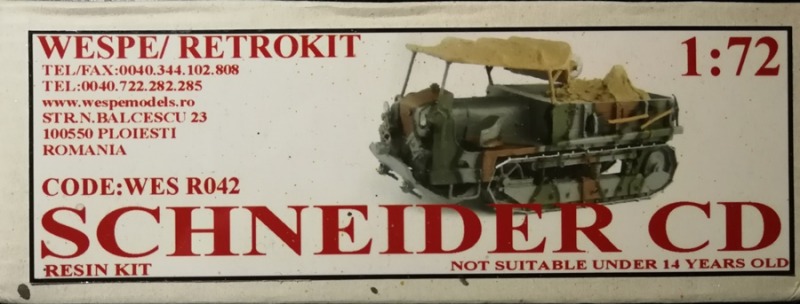 WESPE/ RETROKIT
1:72
TEL/FAX:0040.344.102.808
TEL:0040.722.282.285
www.wespemodels.ro
STR.N.BALCESCU 23
100550 PLOIESTI
ROMANIA
CODE:WES R042
SCHNEIDER CD
RESIN KIT
NOT SUITABLE UNDER 14 YEARS OLD